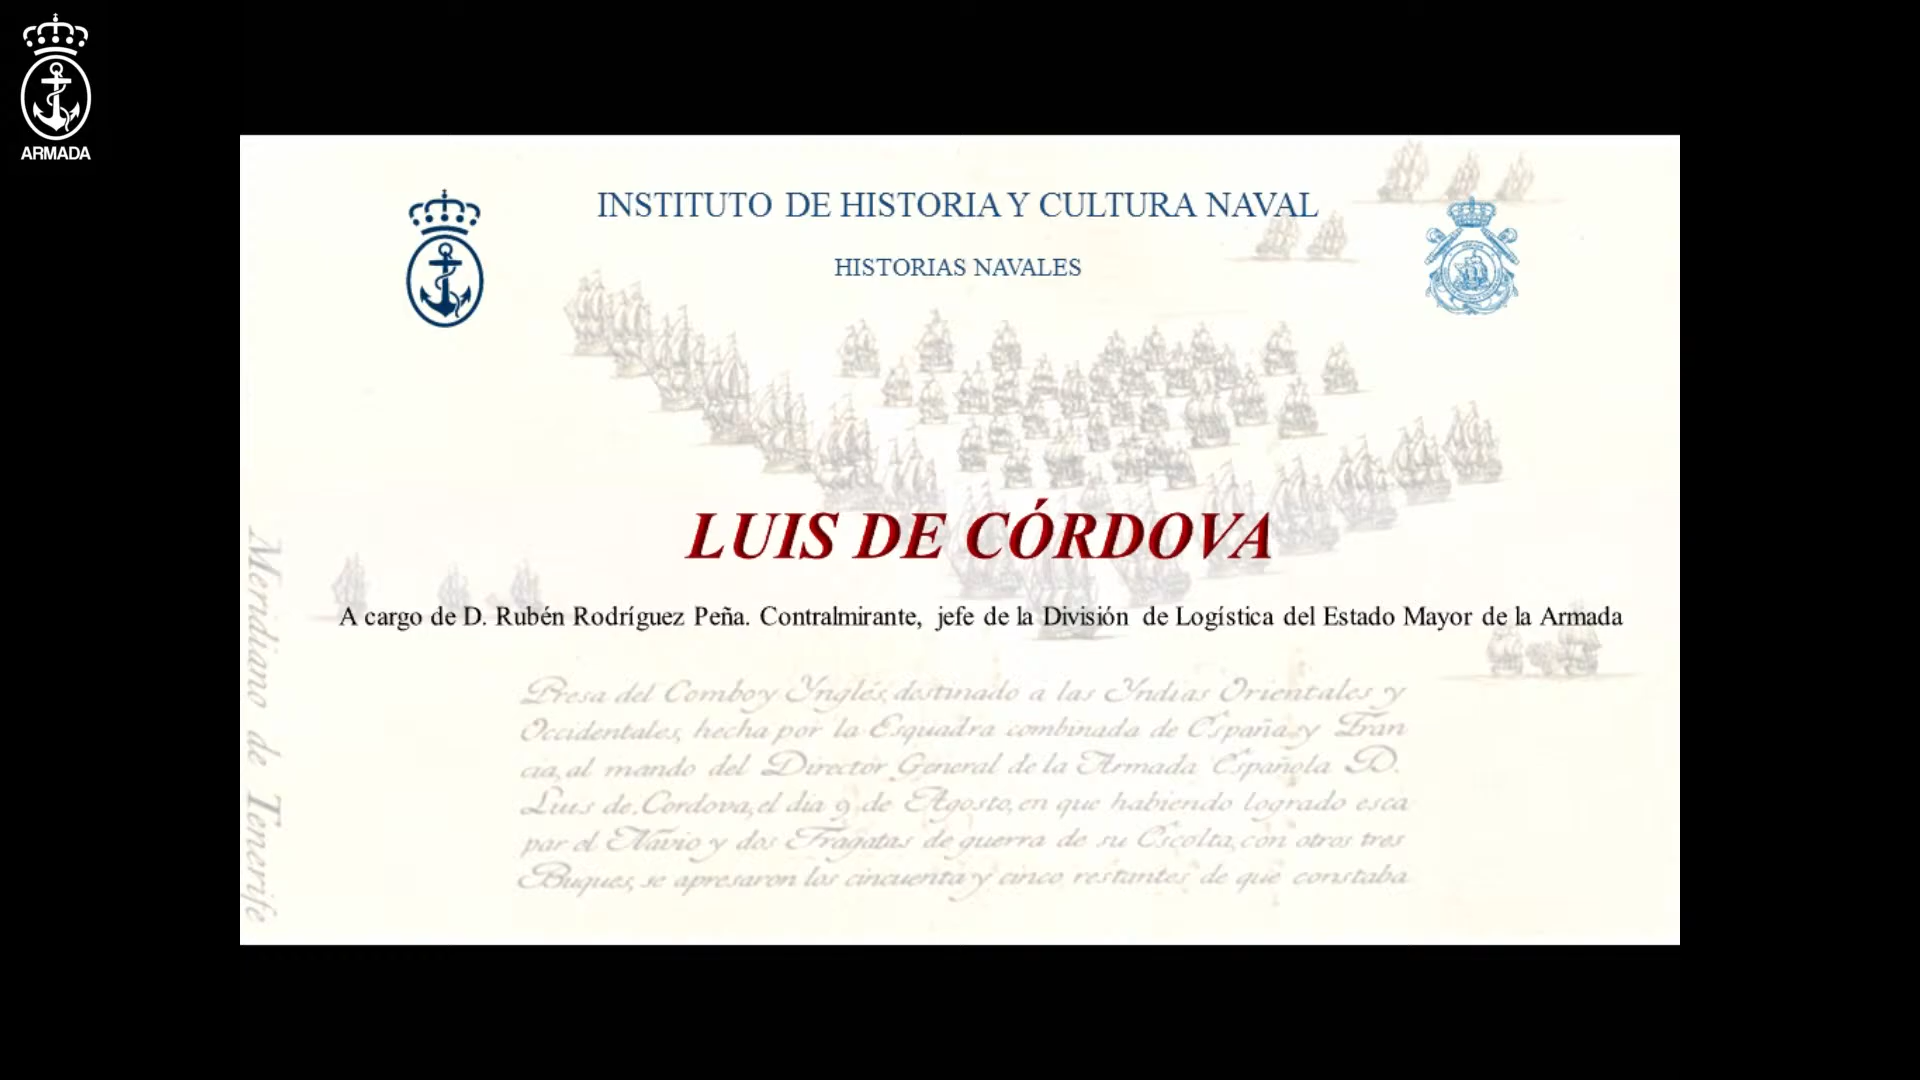 ARMADA
INSTITUTO DE HISTORIA Y CULTURA NAVAL
HISTORIAS NAVALES
LUIS DE CÓRDOVA
A cargo de D. Rubén Rodríguez Peña. Contralmirante, jefe de la División de Logística del Estado Mayor de la Armada
Meridiano de Tenerife
Presa del Comboy Ynglés, destinado a las Yndias Orientales y
Occidentales, hecha por la Esquadra combinada de España y Fran
cia, al mando del Director General de la Armada Española D.
Luis de Cordova, el dia 9 de Agosto, en que habiendo logrado esca
par el Navio y dos Fragatas de guerra de su Escolta, con otros tres
Buques, se apresaron los cincuenta y cinco restantes de que constaba